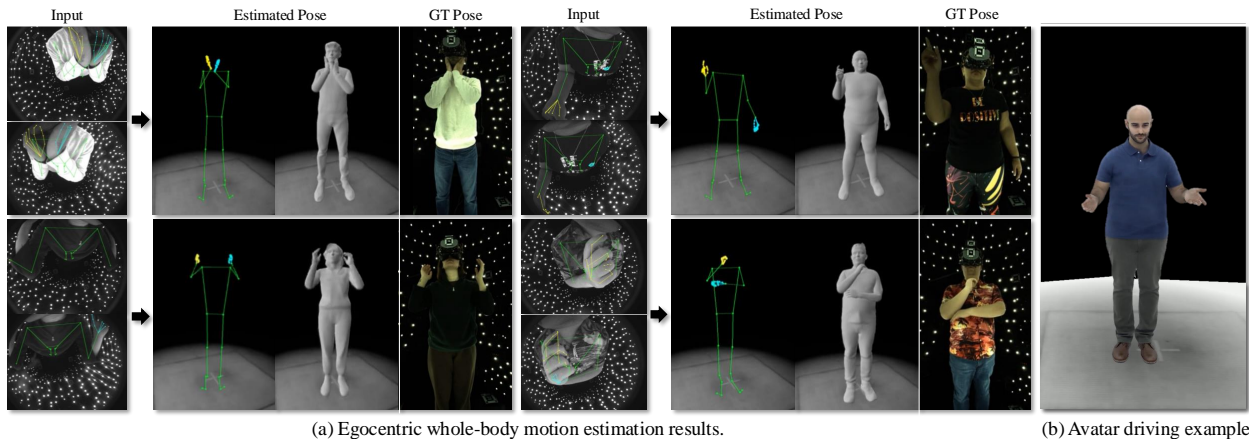 Input Estimated Pose GT Pose Input Estimated Pose GT Pose
BE
(a) Egocentric whole-body motion estimation results. (b) Avatar driving example